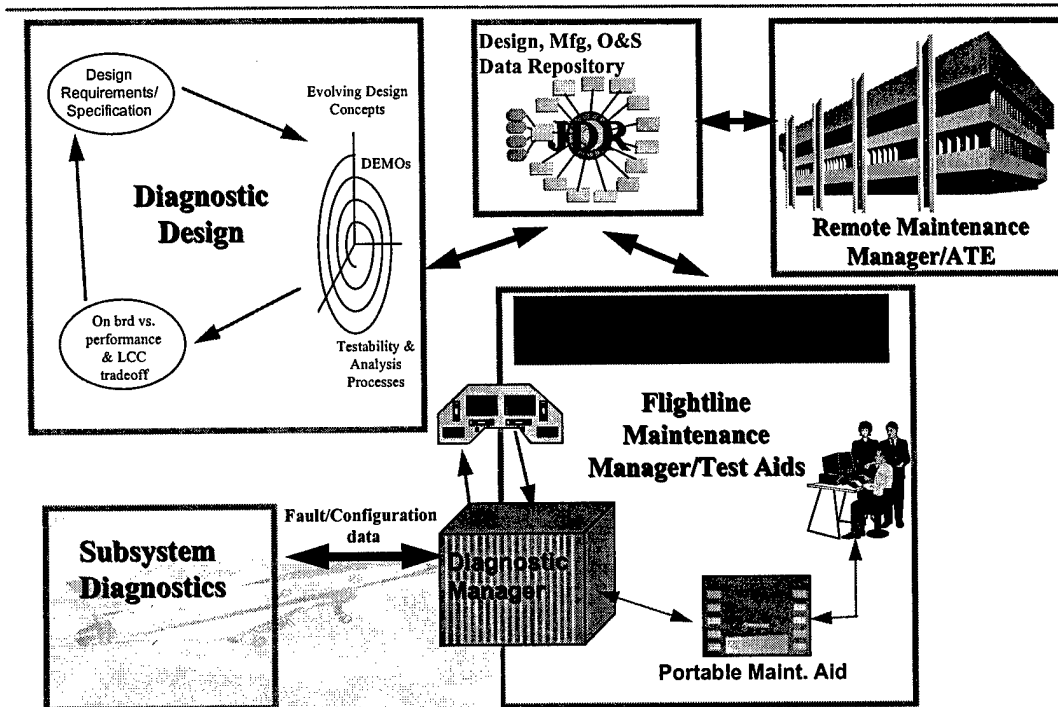 Design
Requirements/
Specification
Evolving Design
Concepts
DEMOs
Diagnostic
Design
On brd vs.
performance
& LCC
tradeoff
Testability &
Analysis
Processes
Design, Mfg, O&S
Data Repository
JDR
Remote Maintenance
Manager/ATE
Flightline
Maintenance
Manager/Test Aids
Subsystem
Diagnostics
Fault/Configuration
data
Diagnostic
Manager
Portable Maint. Aid